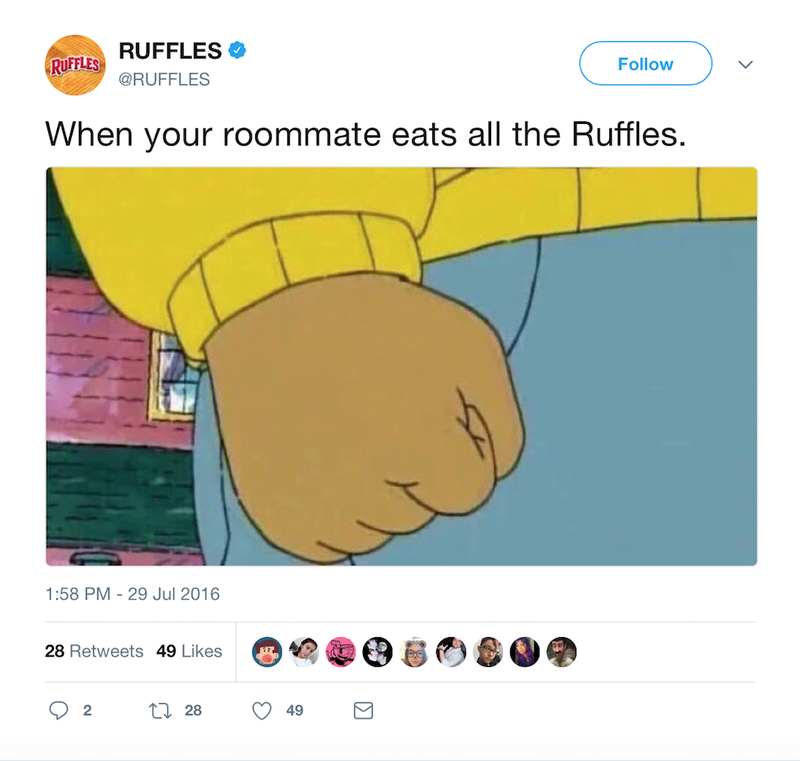 RUFFLES
RUFFLES
@RUFFLES
Follow
When your roommate eats all the Ruffles.
1:58 PM - 29 Jul 2016
28 Retweets 49 Likes
2 28 49